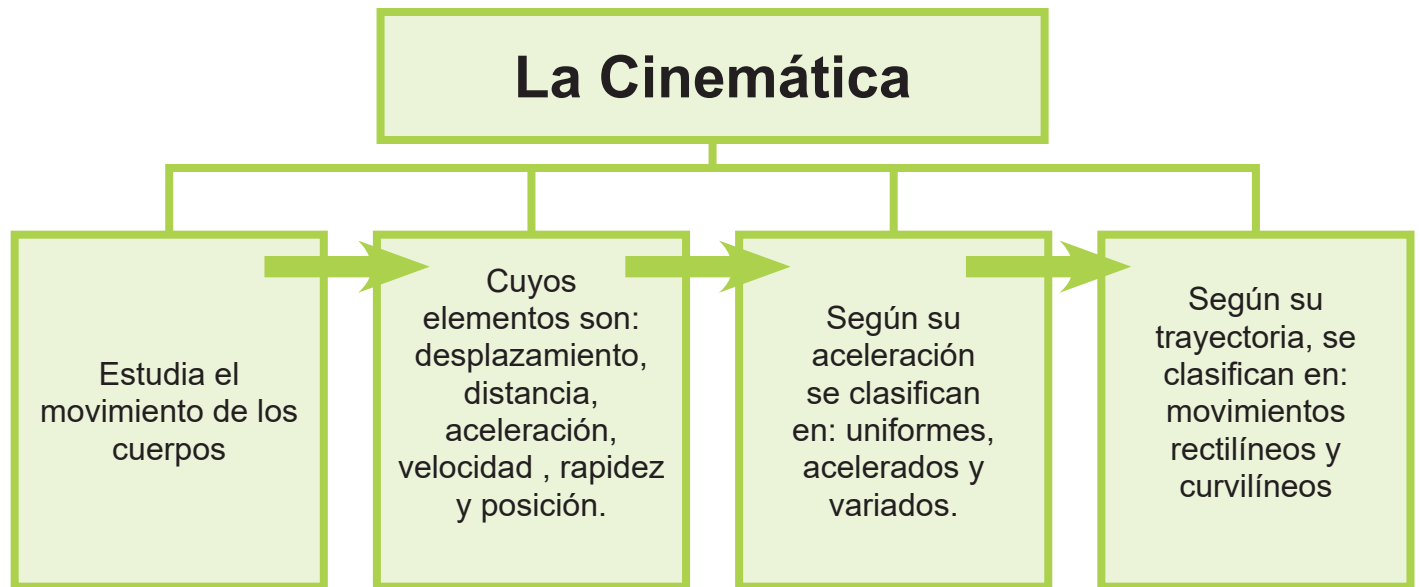 La Cinemática
Estudia el
movimiento de los
cuerpos
Cuyos
elementos son:
desplazamiento,
distancia,
aceleración,
velocidad , rapidez
y posición.
Según su
aceleración
se clasifican
en: uniformes,
acelerados y
variados.
Según su
trayectoria, se
clasifican en:
movimientos
rectilíneos y
curvilíneos